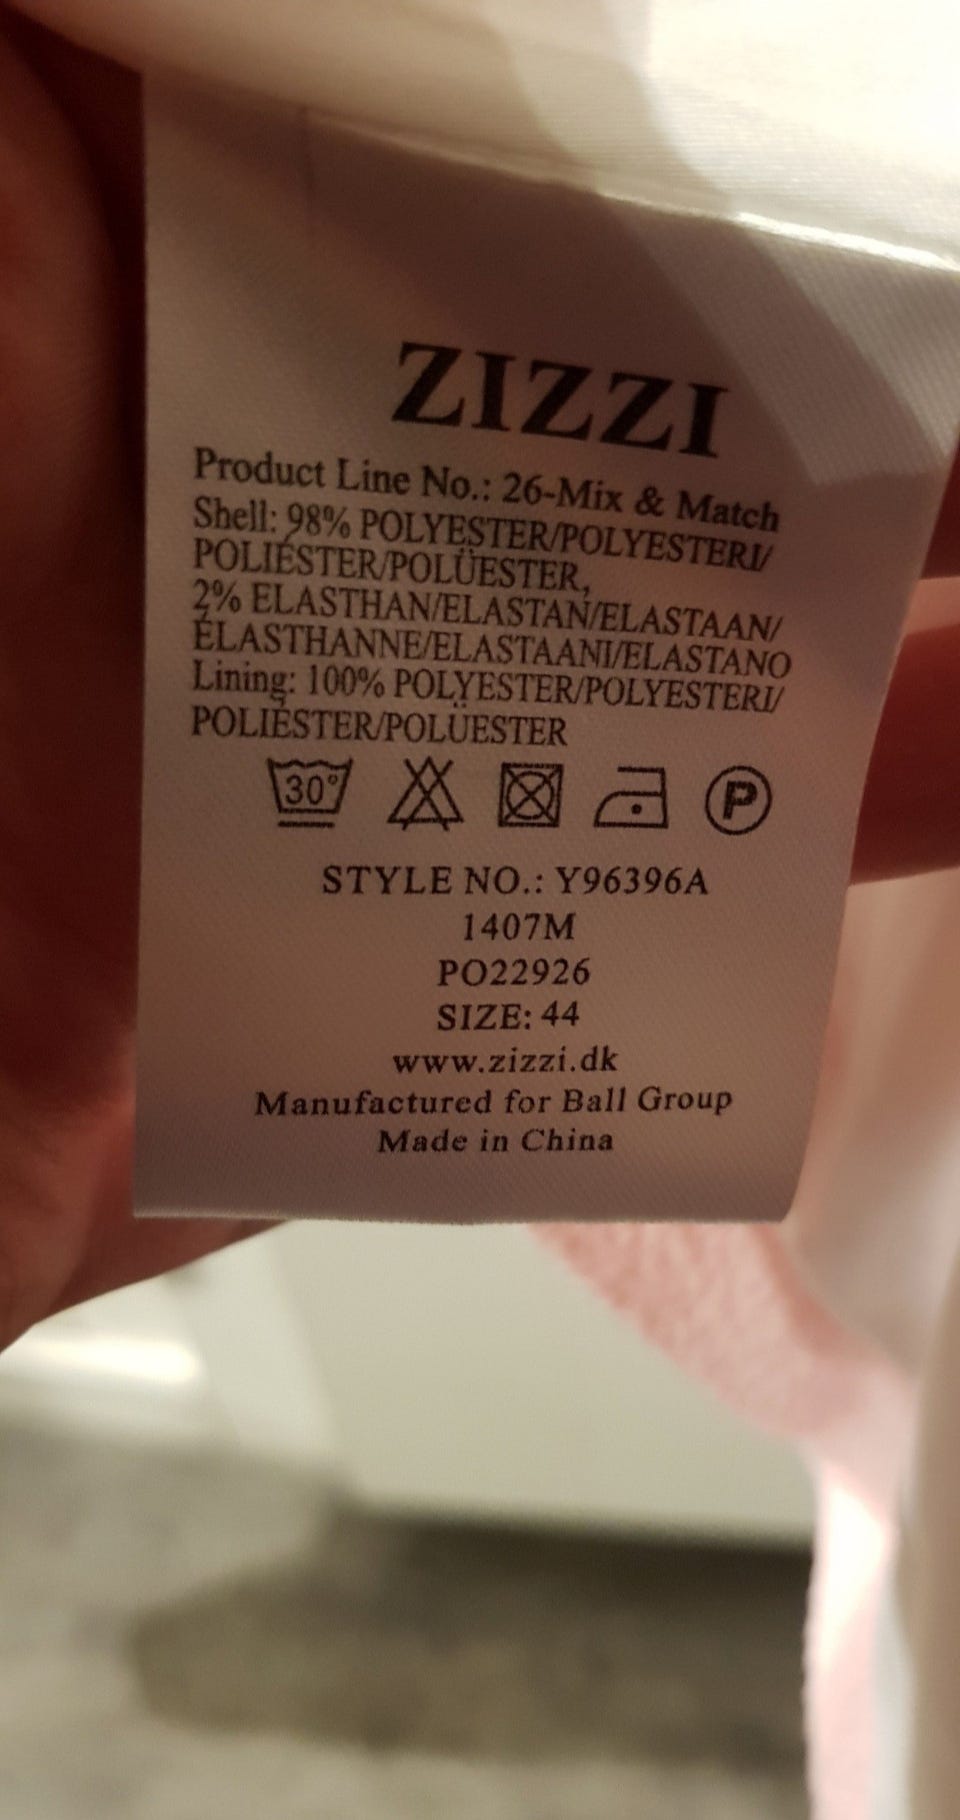 ZIZZI
Product Line No.: 26-Mix & Match
Shell: 98% POLYESTER/POLYESTERI/
POLIÉSTER/POLÜESTER,
2% ELASTHAN/ELASTAN/ELASTAAN/
ÉLASTHANNE/ELASTAANI/ELASTANO
Lining: 100% POLYESTER/POLYESTERI/
POLIÉSTER/POLÜESTER
30° P
STYLE NO.: Y96396A
1407M
PO22926
SIZE: 44
www.zizzi.dk
Manufactured for Ball Group
Made in China